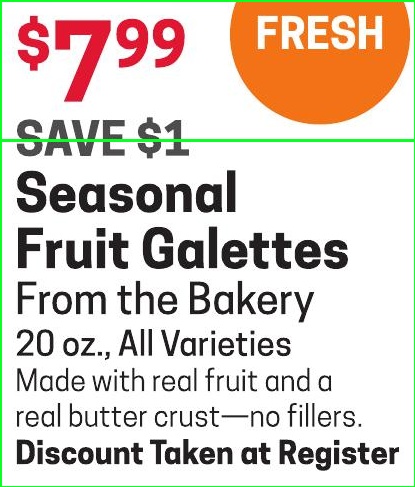 $7.99
FRESH
SAVE $1
Seasonal
Fruit Galettes
From the Bakery
20 oz., All Varieties
Made with real fruit and a
real butter crust—no fillers.
Discount Taken at Register